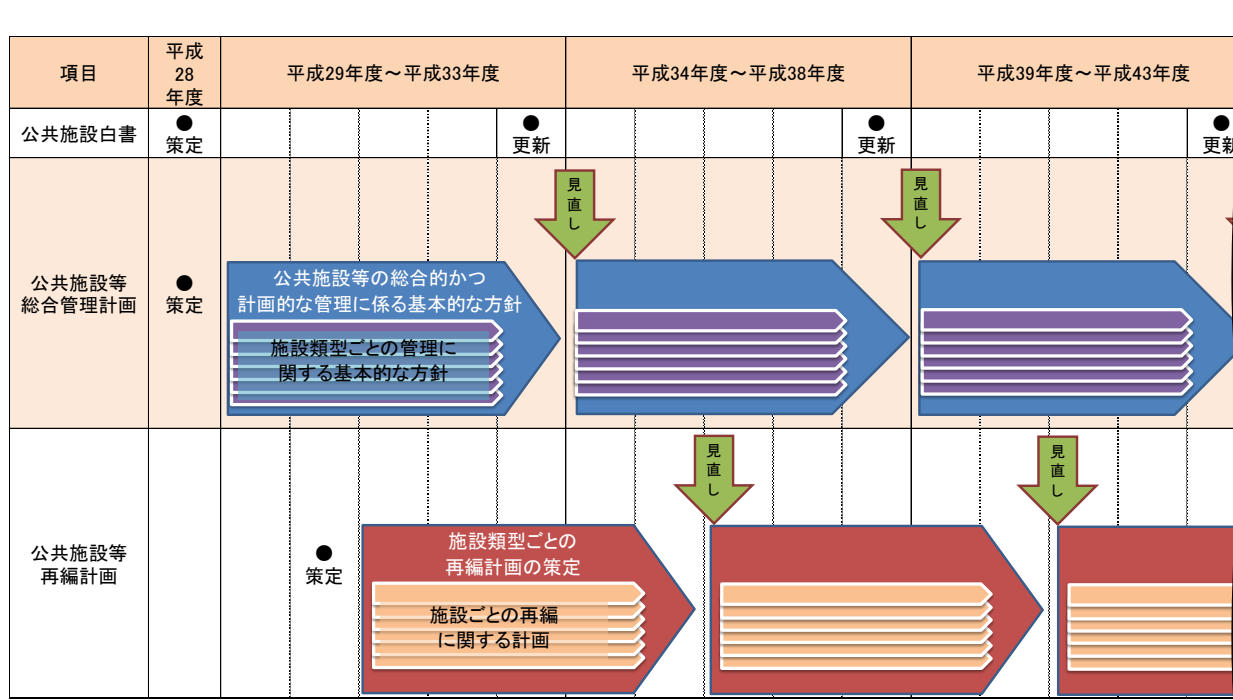 項目
平成
28
年度
平成29年度～平成33年度
平成34年度～平成38年度
平成39年度～平成43年度
公共施設白書
●
策定
●
更新
●
更新
●
更新
公共施設等
総合管理計画
●
策定
見
直
し
見
直
し
公共施設等の総合的かつ
計画的な管理に係る基本的な方針
施設類型ごとの管理に
関する基本的な方針
公共施設等
再編計画
●
策定
見
直
し
見
直
し
施設類型ごとの
再編計画の策定
施設ごとの再編
に関する計画